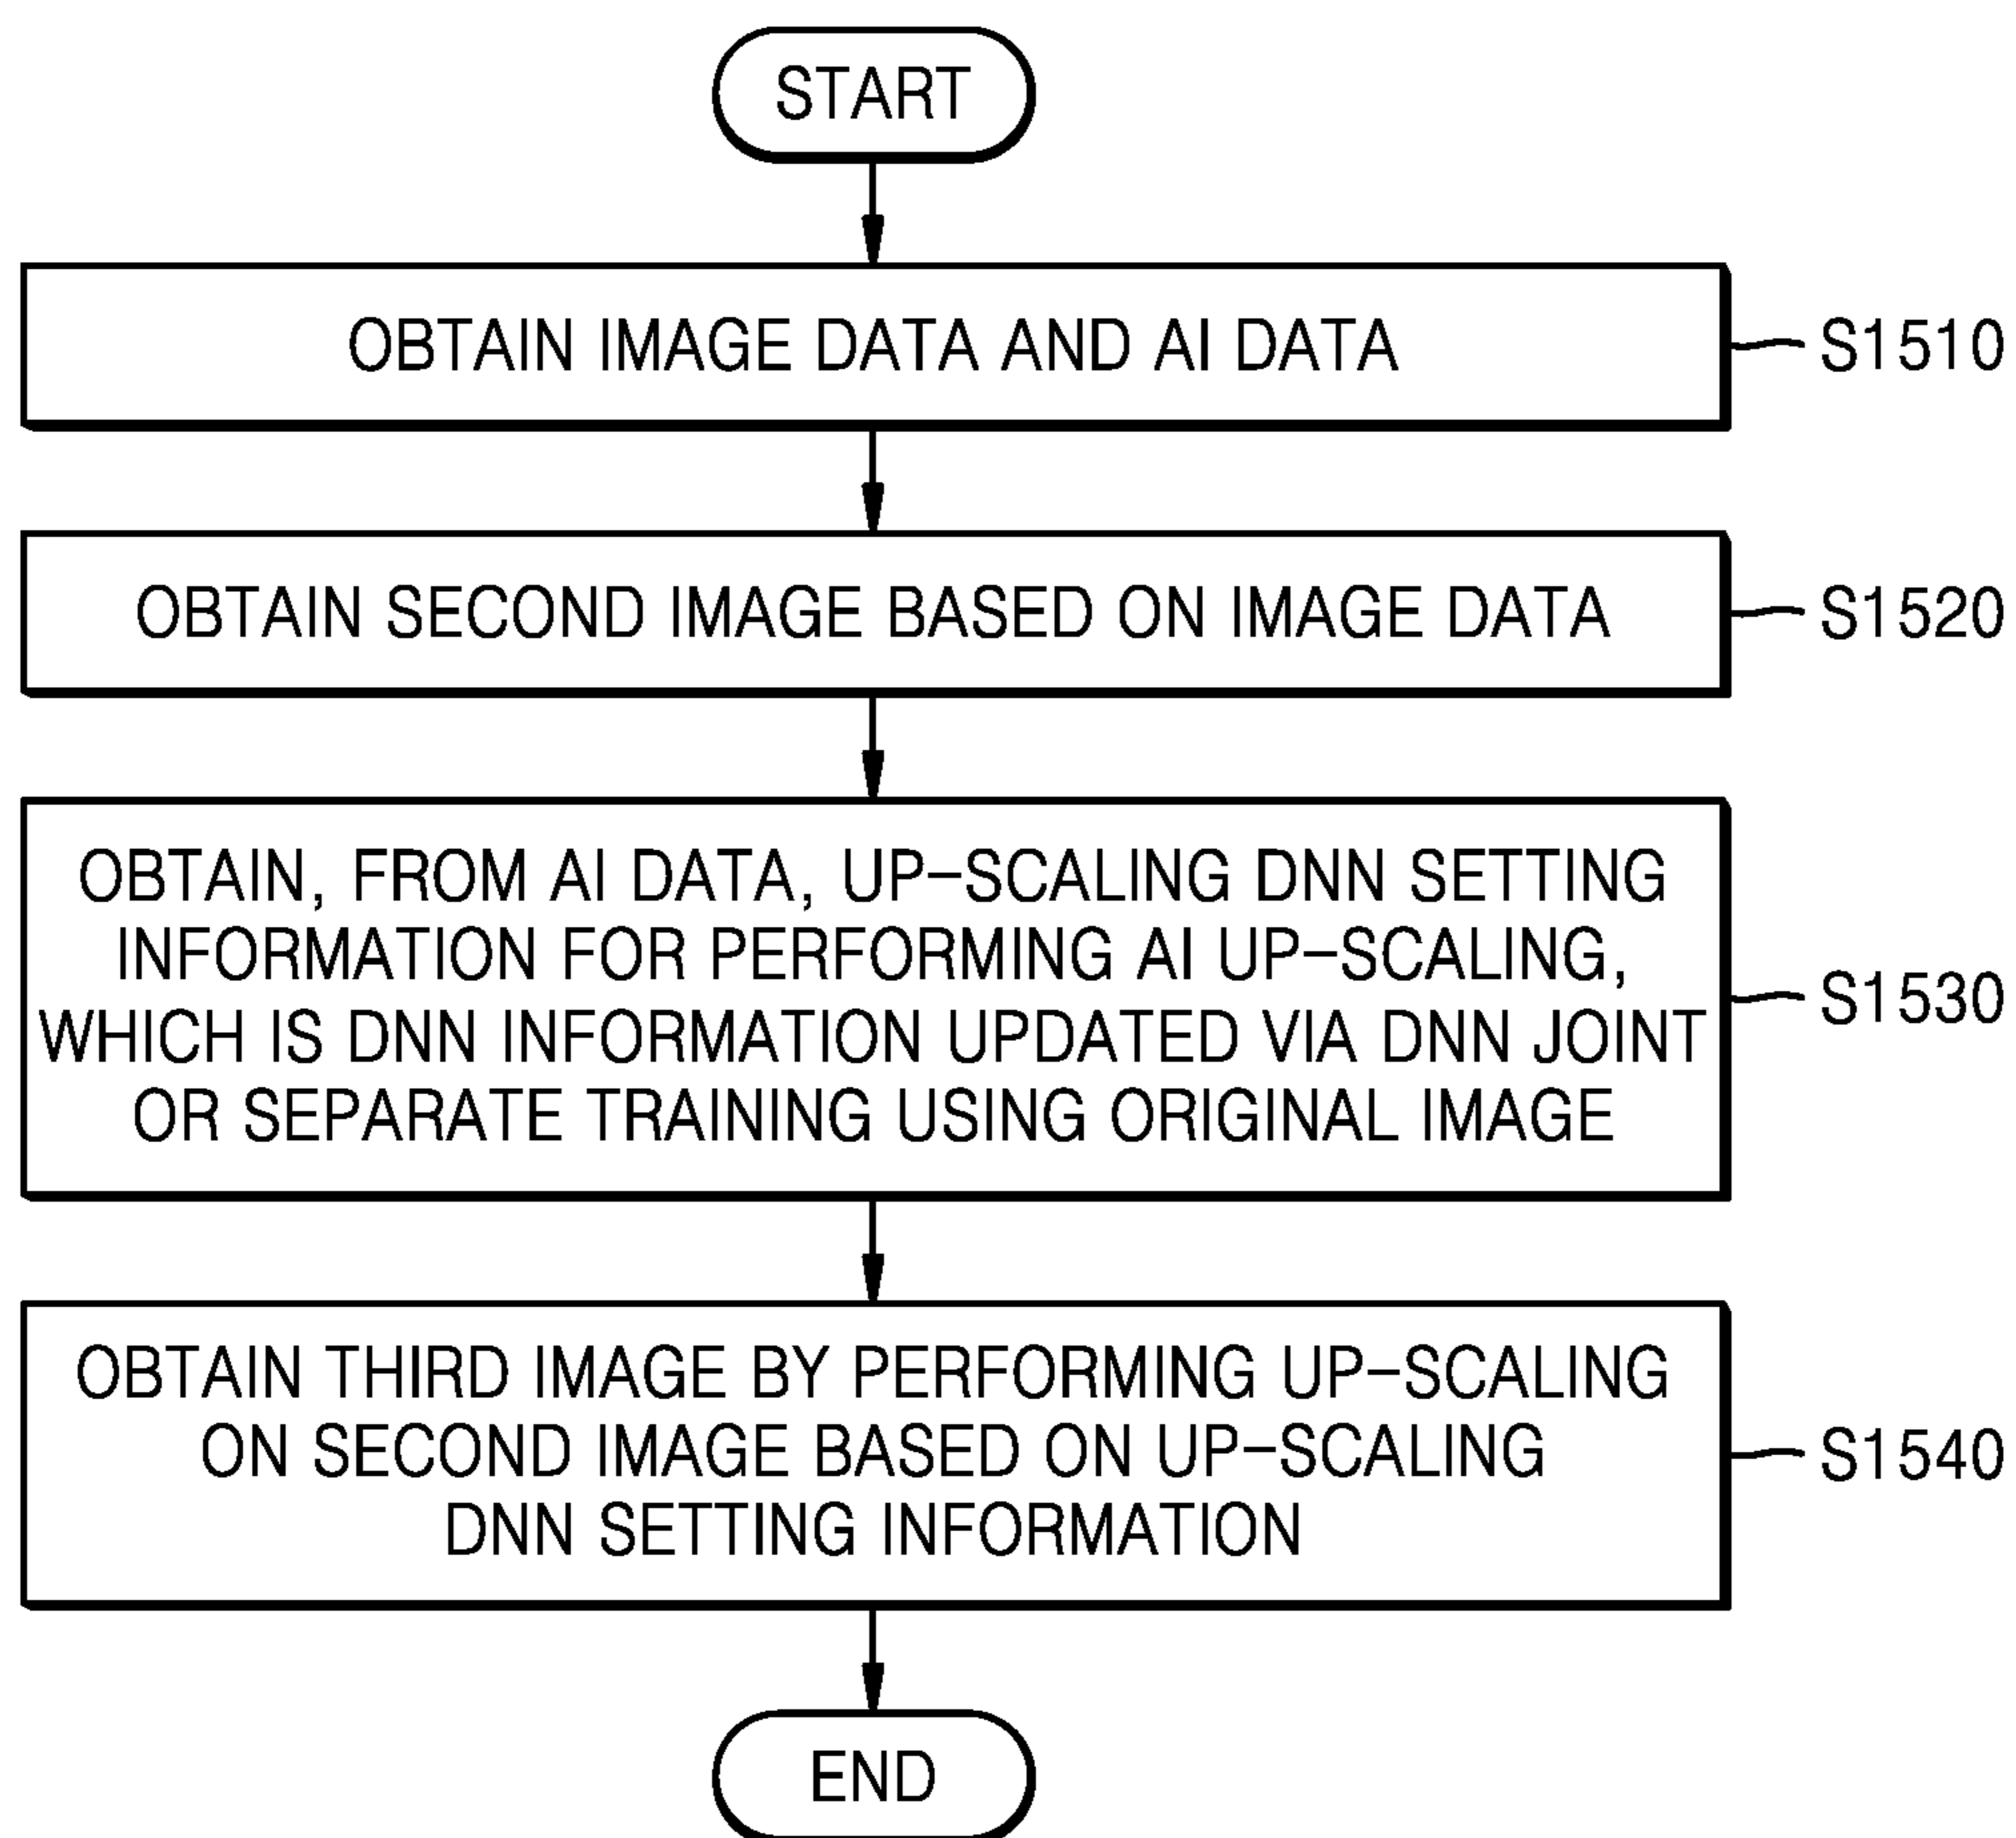 START
OBTAIN IMAGE DATA AND AI DATA
S1510
OBTAIN SECOND IMAGE BASED ON IMAGE DATA
S1520
OBTAIN, FROM AI DATA, UP-SCALING DNN SETTING
INFORMATION FOR PERFORMING AI UP-SCALING,
WHICH IS DNN INFORMATION UPDATED VIA DNN JOINT
OR SEPARATE TRAINING USING ORIGINAL IMAGE
S1530
OBTAIN THIRD IMAGE BY PERFORMING UP-SCALING
ON SECOND IMAGE BASED ON UP-SCALING
DNN SETTING INFORMATION
S1540
END